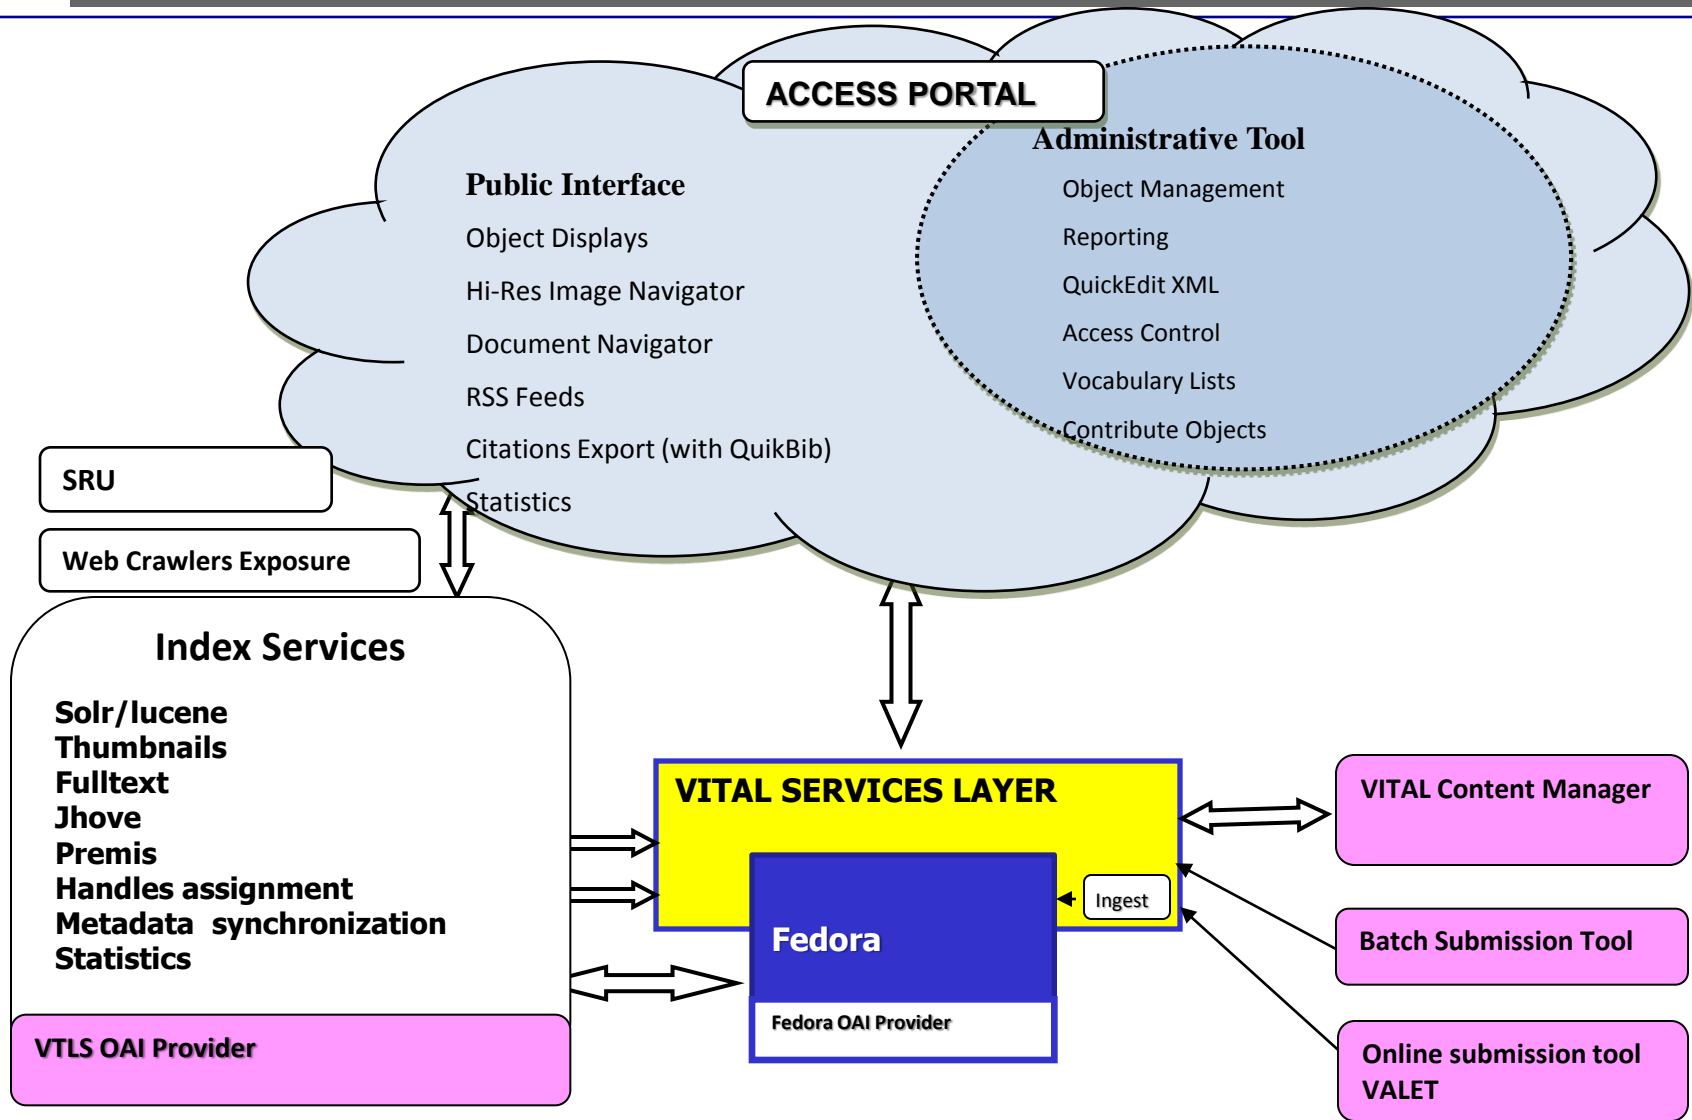 ACCESS PORTAL
Public Interface
Object Displays
Hi-Res Image Navigator
Document Navigator
RSS Feeds
Citations Export (with QuikBib)
Statistics
Administrative Tool
Object Management
Reporting
QuickEdit XML
Access Control
Vocabulary Lists
Contribute Objects
SRU
Web Crawlers Exposure
Index Services
Solr/lucene
Thumbnails
Fulltext
Jhove
Premis
Handles assignment
Metadata  synchronization
Statistics
VTLS OAI Provider
VITAL SERVICES LAYER
Ingest
Fedora
Fedora OAI Provider
VITAL Content Manager
Batch Submission Tool
Online submission tool
VALET